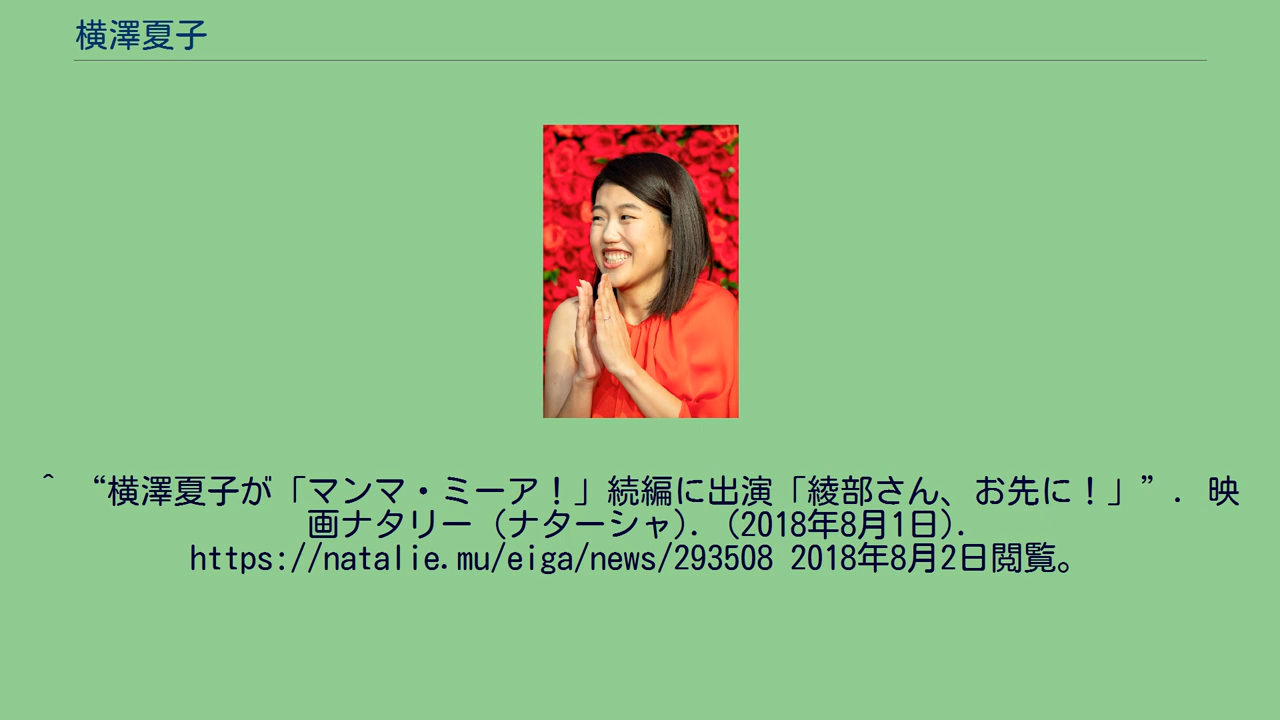 横澤夏子
^ “横澤夏子が「マンマ・ミーア！」続編に出演「綾部さん、お先に！」”. 映
画ナタリー (ナターシャ). (2018年8月1日).
https://natalie.mu/eiga/news/293508 2018年8月2日閲覧。